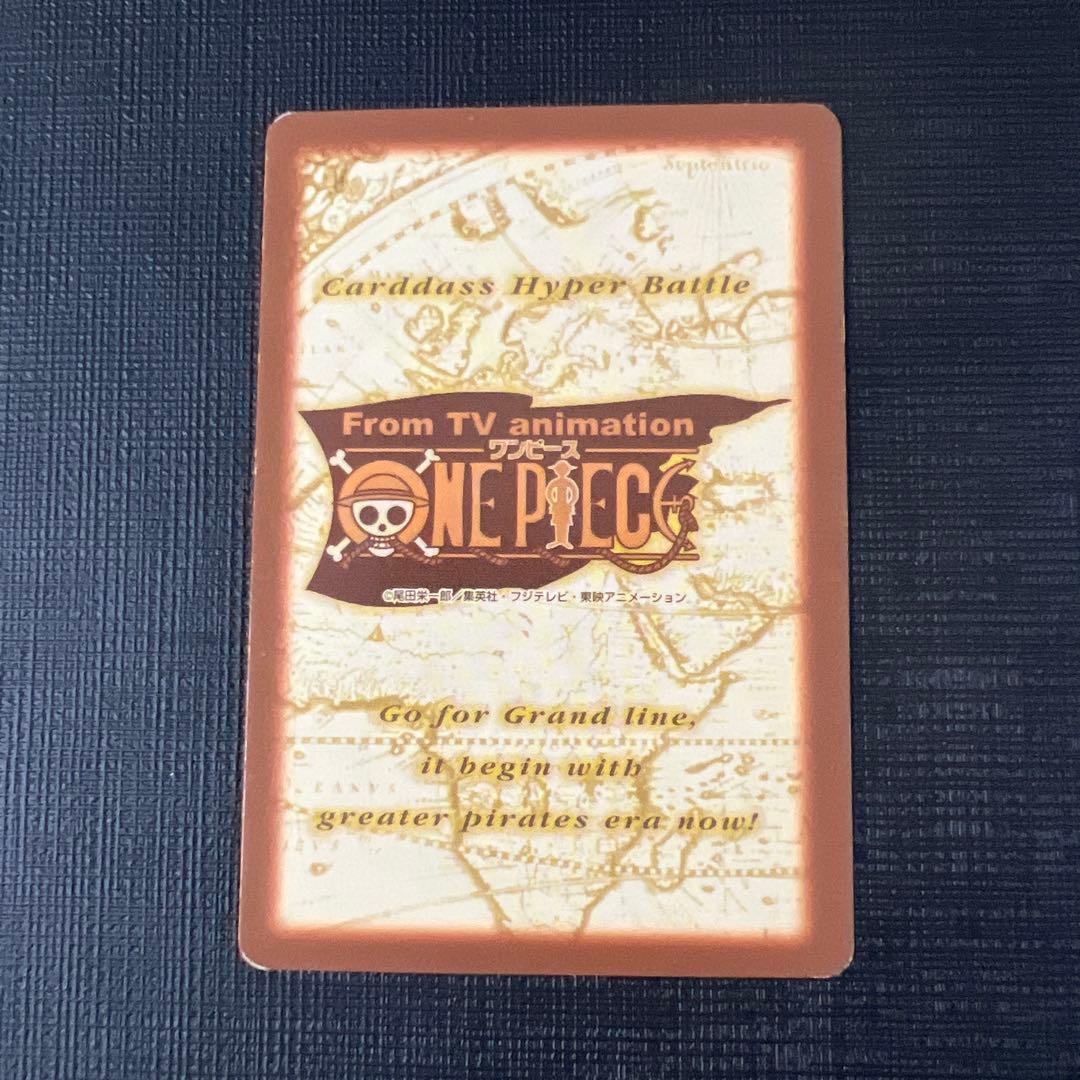 Septentrio
Carddass Hyper Battle
From TV animation
ワンピース
ONE PIECE
©尾田栄一郎／集英社・フジテレビ・東映アニメーション
Go for Grand line,
it begin with
greater pirates era now!